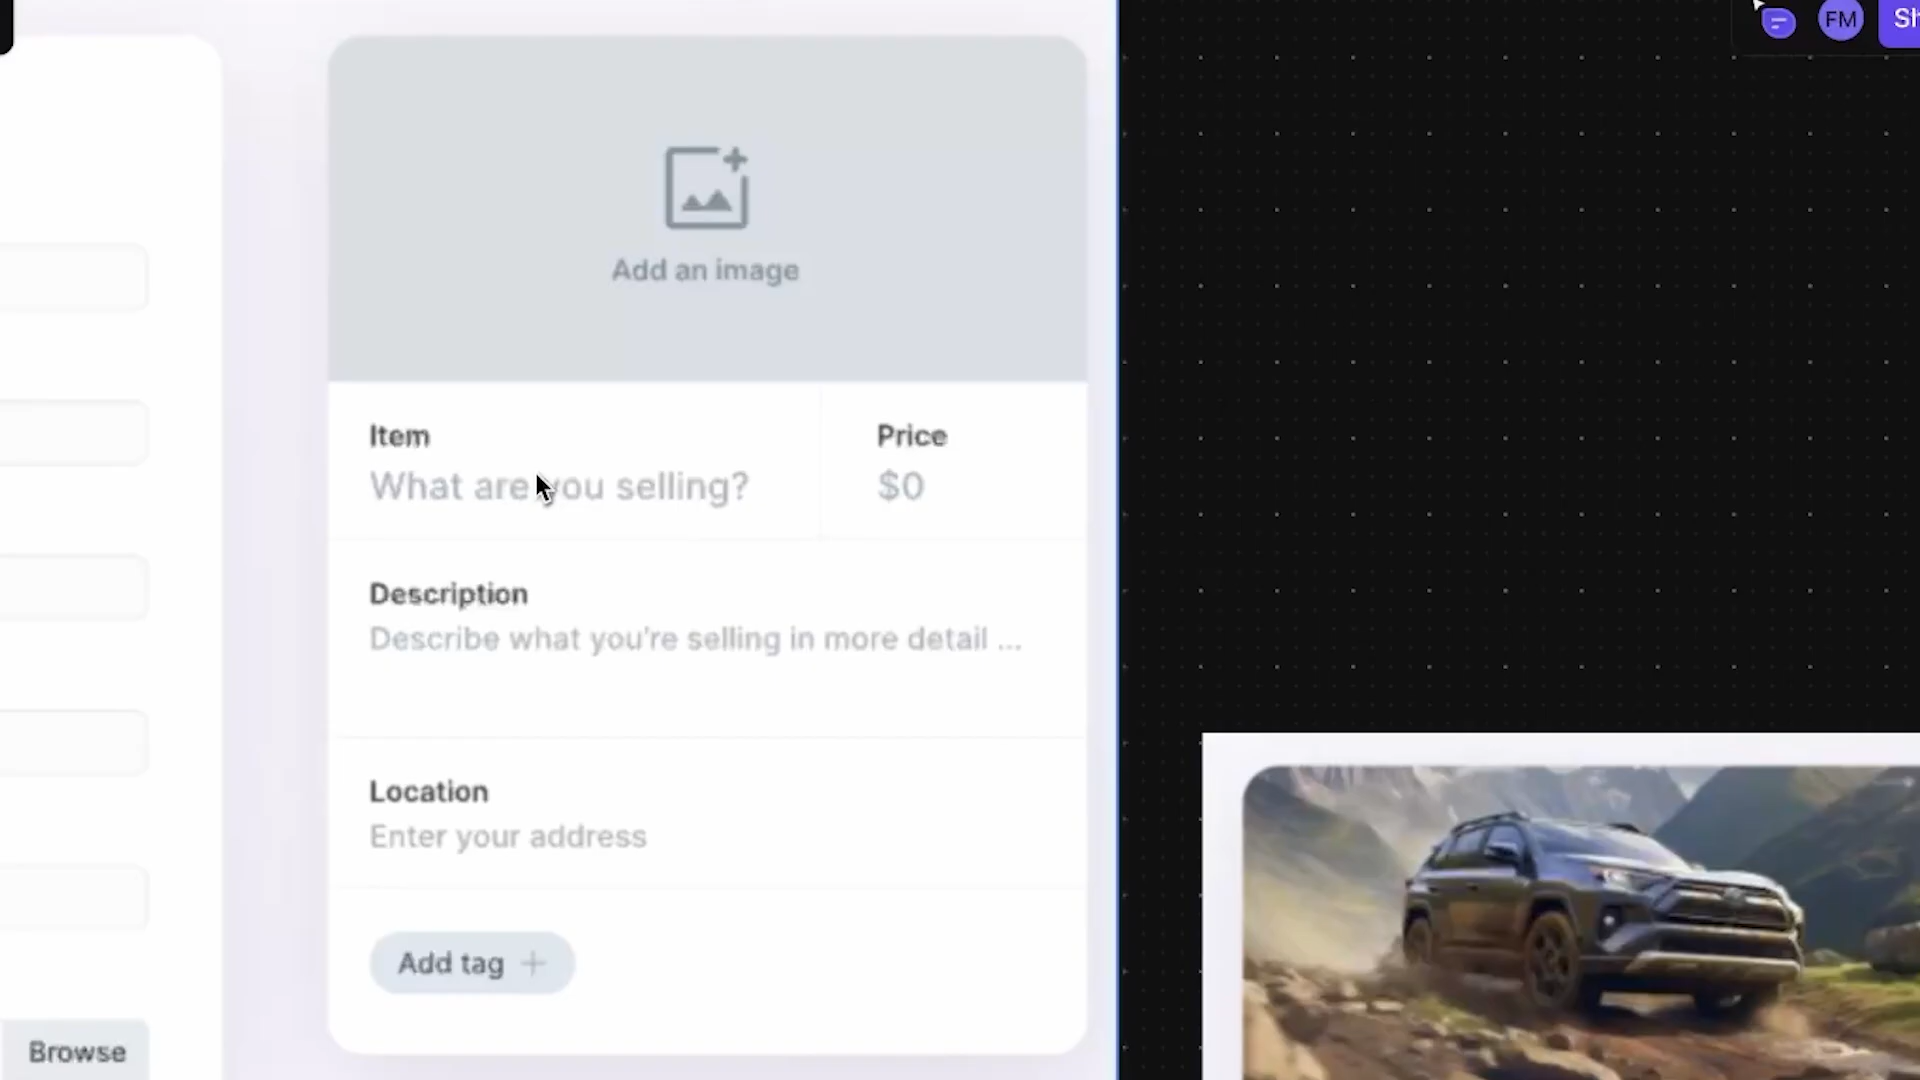 FM
Add an image
Item
Price
What are you selling?
$0
Description
Describe what you're selling in more detail ...
Location
Enter your address
Add tag +
Browse